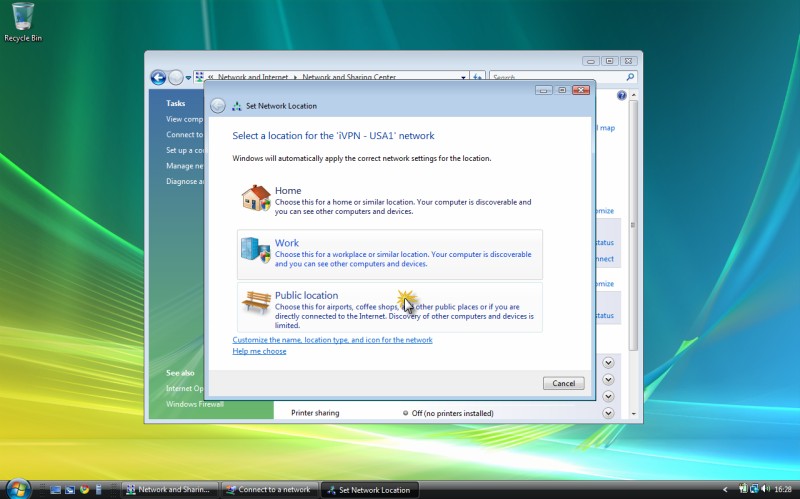 Recycle Bin
Network and Internet
Network and Sharing Center
Search
Tasks
View comp
Connect to
Set up a co
Manage ne
Diagnose a
l map
omize
status
nnect
omize
status
Set Network Location
Select a location for the 'iVPN - USA1' network
Windows will automatically apply the correct network settings for the location.
Home
Choose this for a home or similar location. Your computer is discoverable and
you can see other computers and devices.
Work
Choose this for a workplace or similar location. Your computer is discoverable
and you can see other computers and devices.
Public location
Choose this for airports, coffee shops, other public places or if you are
directly connected to the Internet. Discovery of other computers and devices is
limited.
Customize the name, location type, and icon for the network
Help me choose
Cancel
See also
Internet Op
Windows Firewall
Printer sharing
Off (no printers installed)
Network and Sharin...
Connect to a network
Set Network Location
16:28